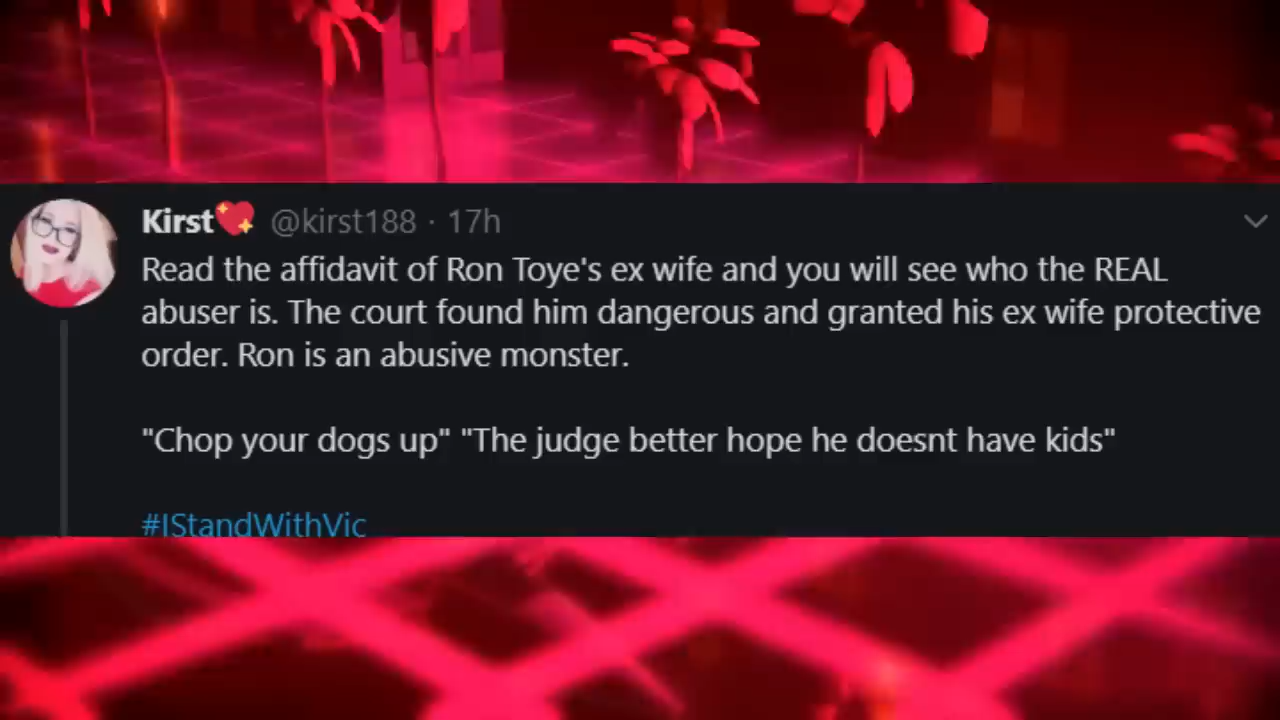 Kirst💖 @kirst188 · 17h
Read the affidavit of Ron Toye's ex wife and you will see who the REAL
abuser is. The court found him dangerous and granted his ex wife protective
order. Ron is an abusive monster.
"Chop your dogs up" "The judge better hope he doesnt have kids"
#IStandWithVic